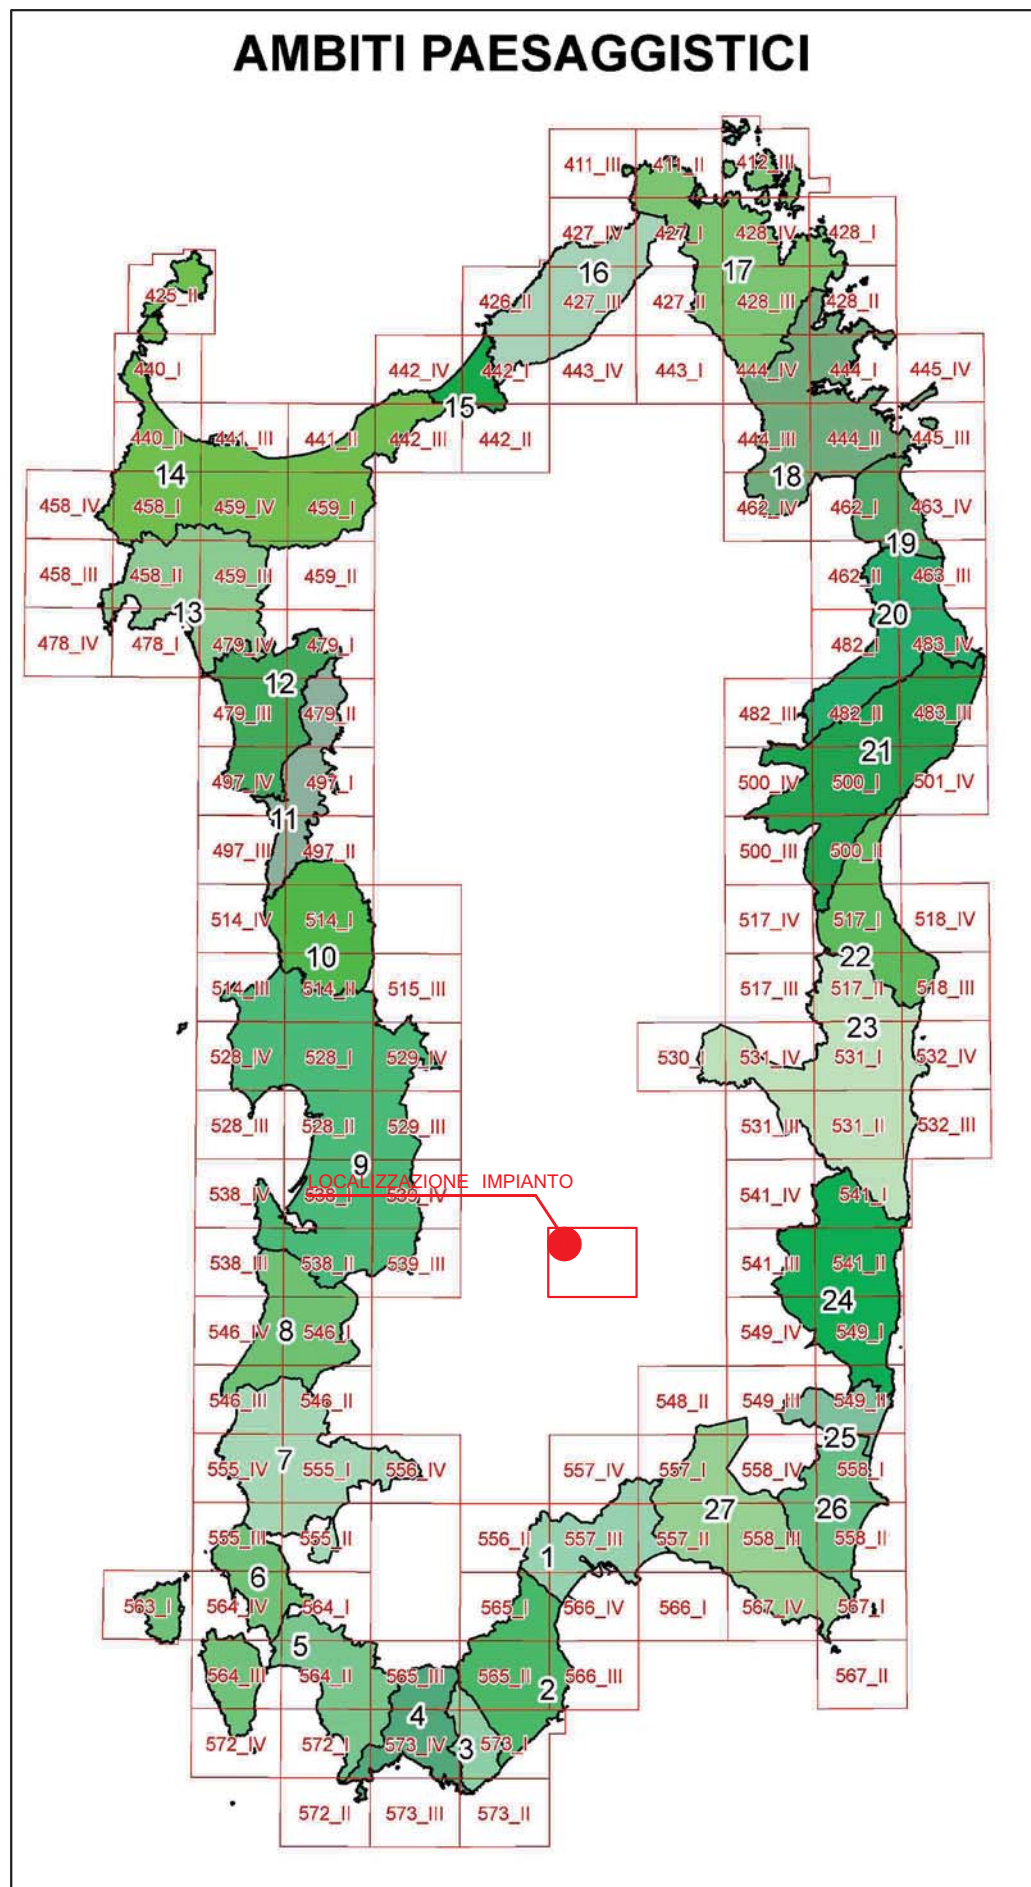 AMBITI PAESAGGISTICI
411_III 411_II 412_III
427_IV 427_I 428_IV 428_I
16 17
425_II 426_II 427_III 427_II 428_III 428_II
440_I 442_IV 442_I 443_IV 443_I 444_IV 444_I 445_IV
15
440_II 441_III 441_II 442_III 442_II 444_III 444_II 445_III
14 18
458_IV 458_I 459_IV 459_I 462_IV 462_I 463_IV
19
458_III 458_II 459_III 459_II 462_II 463_III
13 20
478_IV 478_I 479_IV 479_I 482_I 483_IV
12
479_III 479_II 482_III 482_II 483_III
21
497_IV 497_I 500_IV 500_I 501_IV
11
497_III 497_II 500_III 500_II
514_IV 514_I 517_IV 517_I 518_IV
10 22
514_III 514_II 515_III 517_III 517_II 518_III
23
528_IV 528_I 529_IV 530_I 531_IV 531_I 532_IV
528_III 528_II 529_III 531_III 531_II 532_III
9
LOCALIZZAZIONE IMPIANTO
538_IV 538_I 539_IV 541_IV 541_I
538_III 538_II 539_III 541_III 541_II
24
546_IV 8 546_I 549_IV 549_I
546_III 546_II 548_II 549_III 549_II
25
7
555_IV 555_I 556_IV 557_IV 557_I 558_IV 558_I
27 26
555_III 555_II 556_II 557_III 557_II 558_III 558_II
1
6
563_I 564_IV 564_I 565_I 566_IV 566_I 567_IV 567_I
5
564_III 564_II 565_III 565_II 566_III 567_II
2
4
572_IV 572_I 573_IV 3 573_I
572_II 573_III 573_II